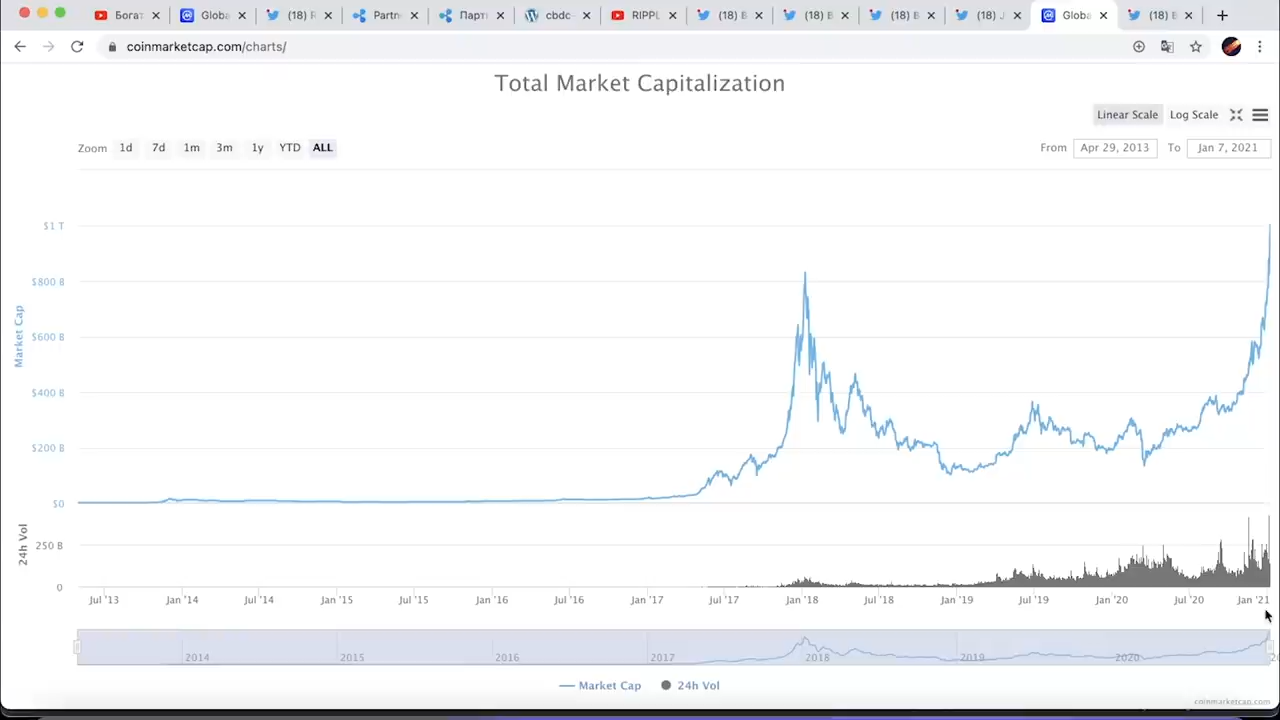 Богат
Globa
(18) F
Partne
Партн
cbdc-
RIPPL
(18) B
(18) B
(18) B
(18) J
Globa
(18) B
coinmarketcap.com/charts/
Total Market Capitalization
Linear Scale Log Scale
Zoom 1d 7d 1m 3m 1y YTD ALL
From Apr 29, 2013 To Jan 7, 2021
$1 T
$800 B
$600 B
$400 B
$200 B
$0
Market Cap
250 B
0
24h Vol
Jul '13 Jan '14 Jul '14 Jan '15 Jul '15 Jan '16 Jul '16 Jan '17 Jul '17 Jan '18 Jul '18 Jan '19 Jul '19 Jan '20 Jul '20 Jan '21
2014 2015 2016 2017 2018 2019 2020
Market Cap 24h Vol
coinmarketcap.com